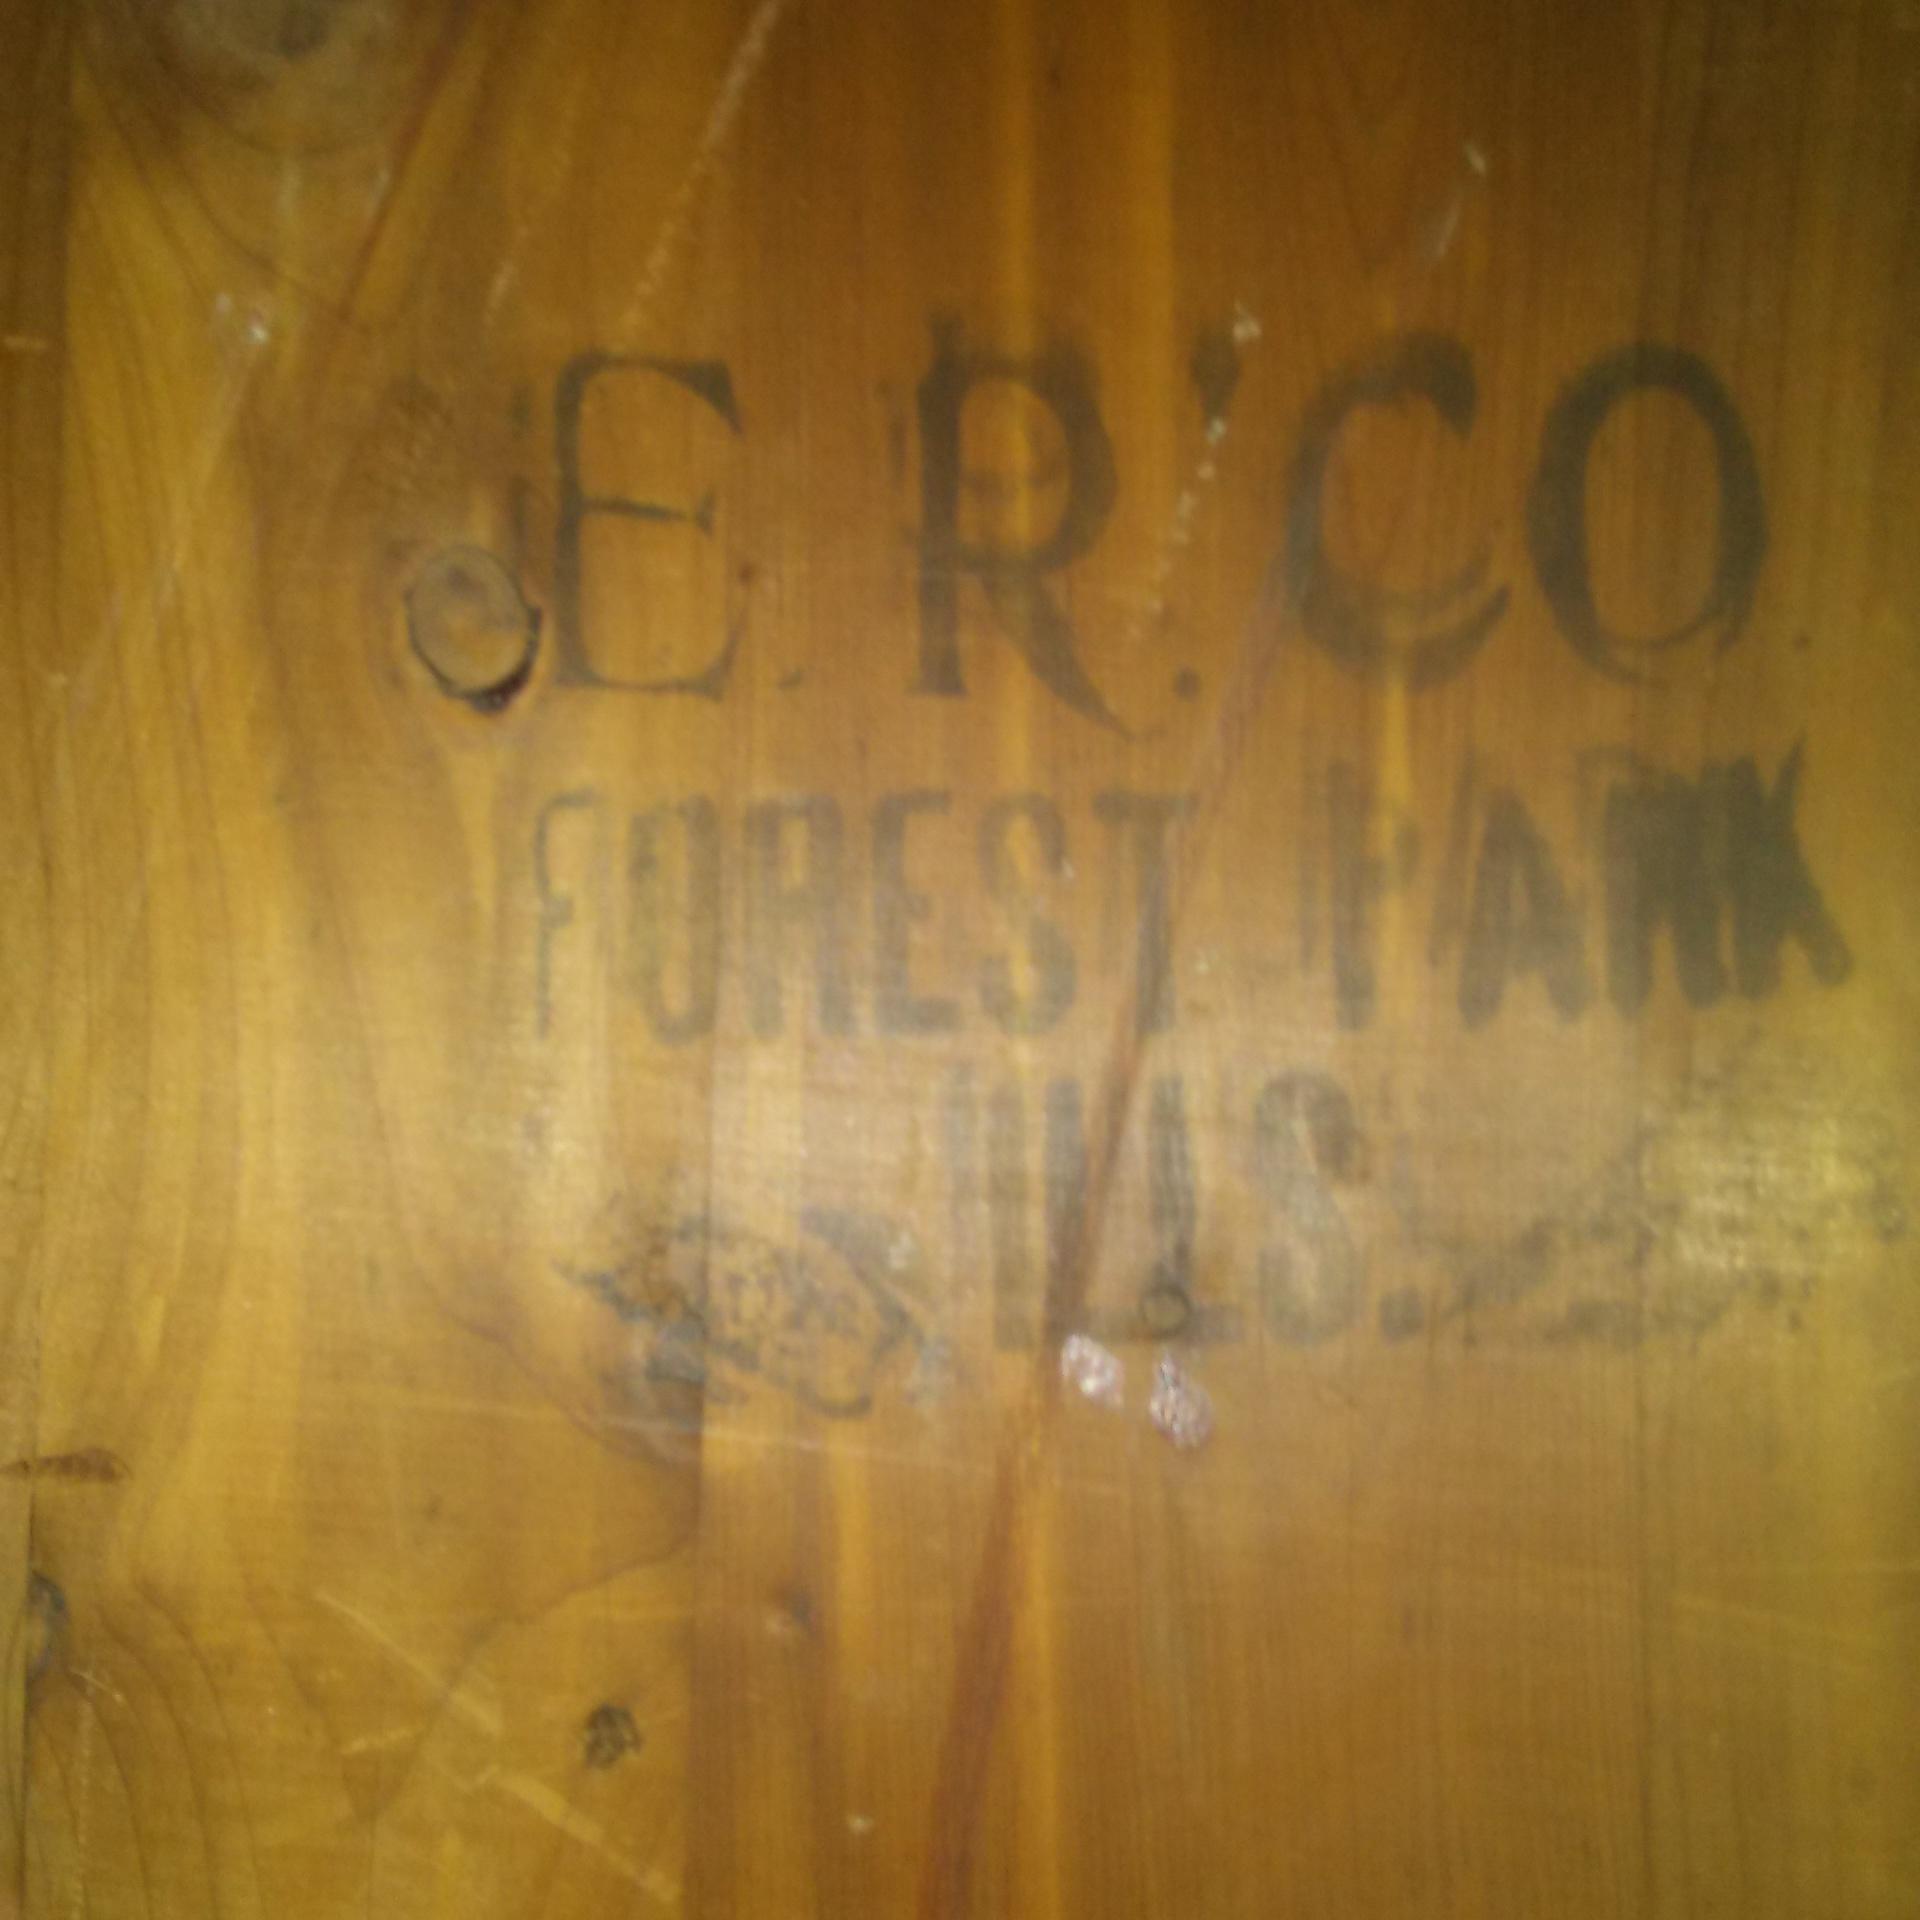 E. R. CO
FOREST PARK
ILLS.